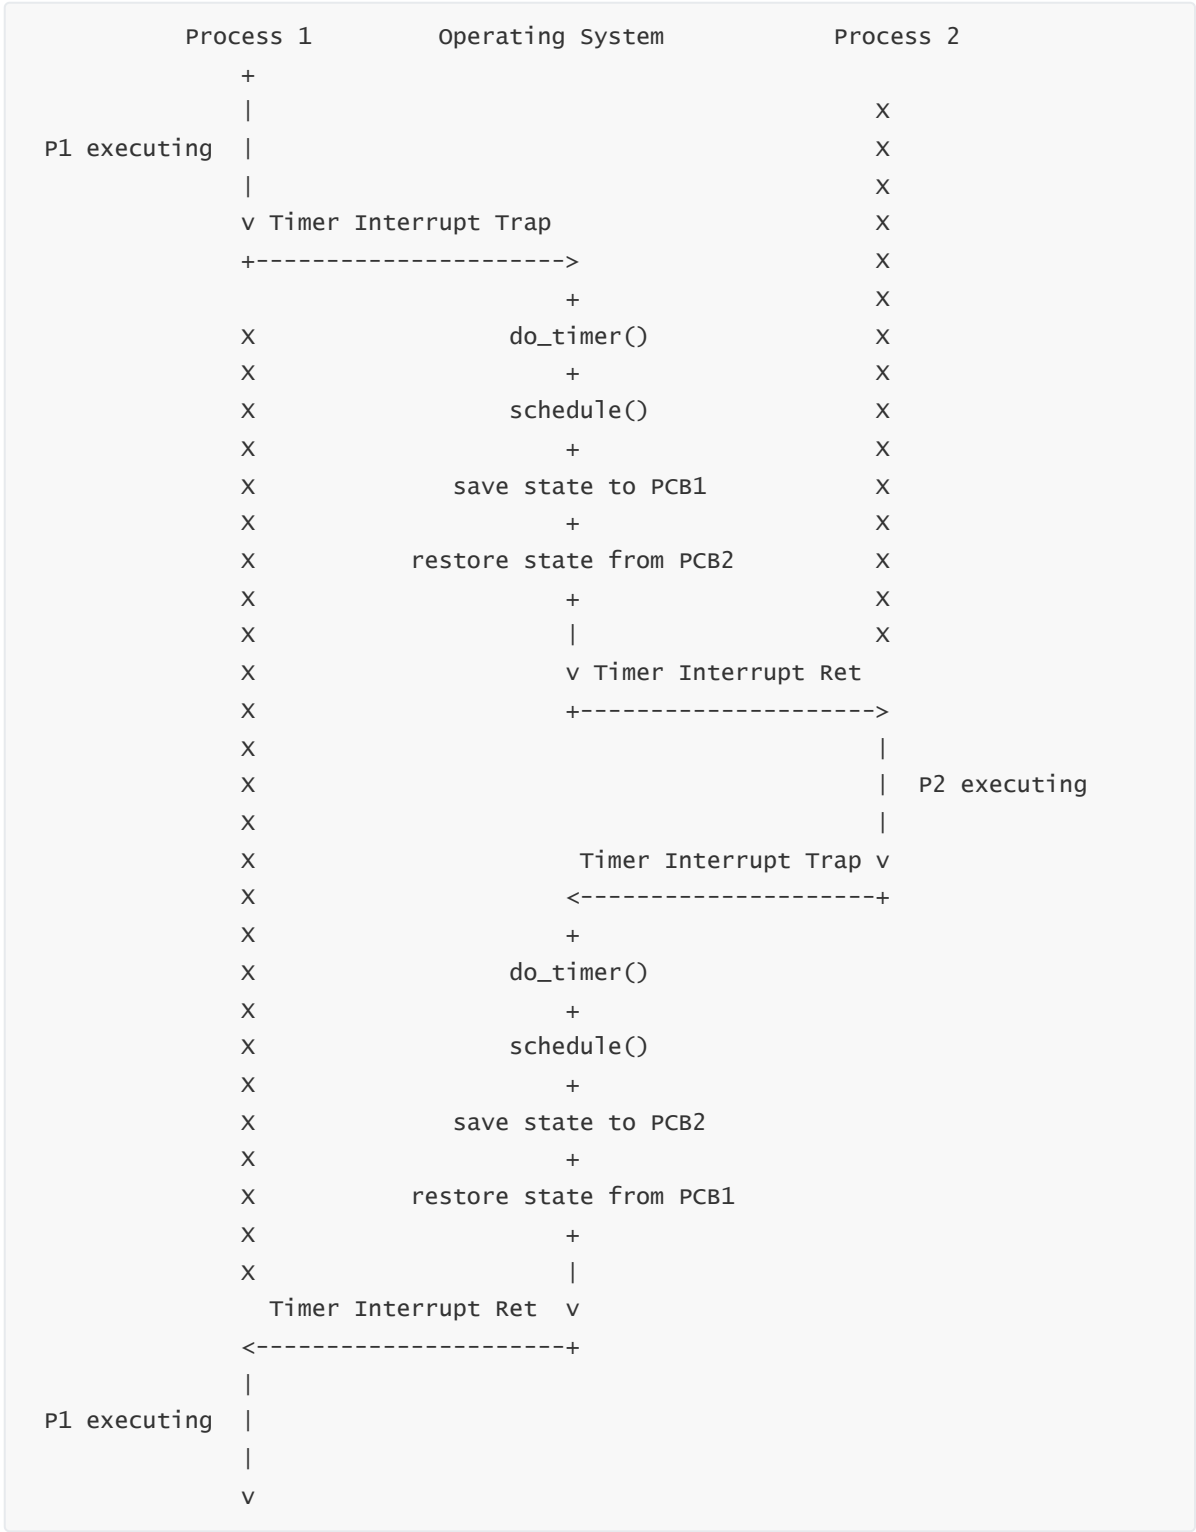 Process 1         Operating System            Process 2
               +
               |                                            X
 P1 executing  |                                            X
               |                                            X
               v Timer Interrupt Trap                       X
               +---------------------->                     X
                                      +                     X
               X                  do_timer()                X
               X                      +                     X
               X                  schedule()                X
               X                      +                     X
               X              save state to PCB1            X
               X                      +                     X
               X           restore state from PCB2          X
               X                      +                     X
               X                      |                     X
               X                      v Timer Interrupt Ret
               X                      +--------------------->
               X                                            |
               X                                            |  P2 executing
               X                                            |
               X                       Timer Interrupt Trap v
               X                      <---------------------+
               X                      +
               X                  do_timer()
               X                      +
               X                  schedule()
               X                      +
               X              save state to PCB2
               X                      +
               X           restore state from PCB1
               X                      +
               X                      |
                 Timer Interrupt Ret  v
               <----------------------+
               |
 P1 executing  |
               |
               v